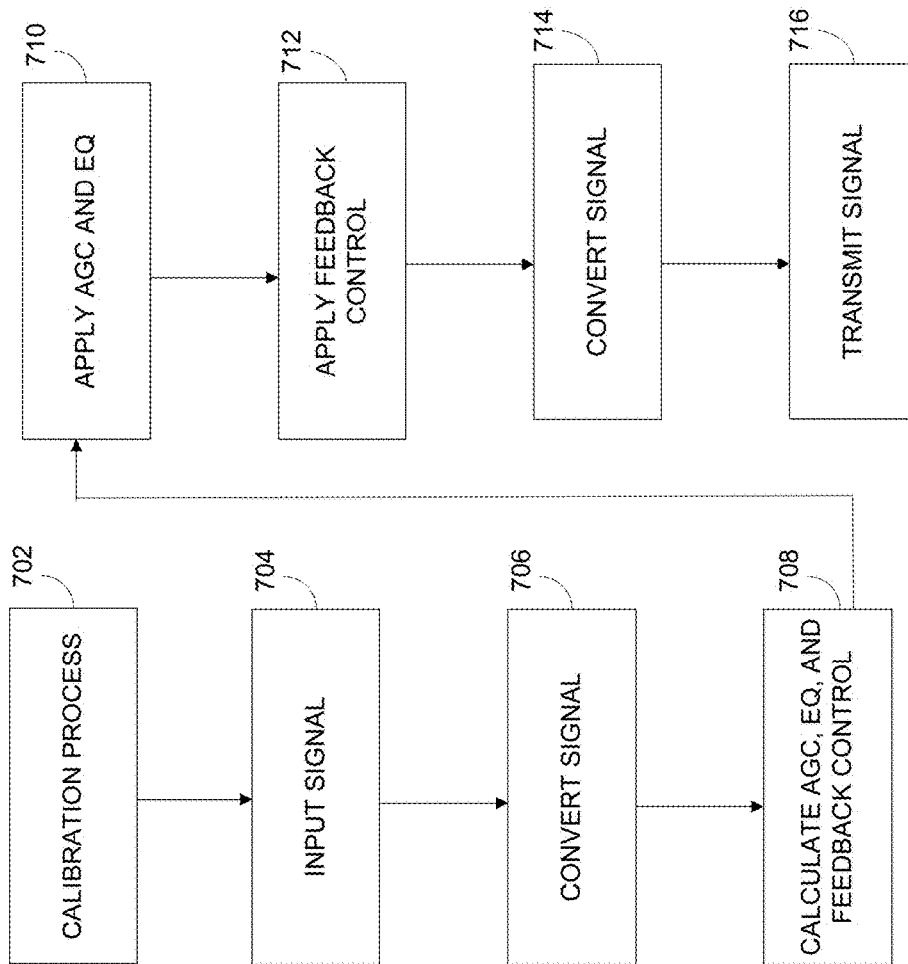 702
CALIBRATION PROCESS
704
INPUT SIGNAL
706
CONVERT SIGNAL
708
CALCULATE AGC, EQ, AND
FEEDBACK CONTROL
710
APPLY AGC AND EQ
712
APPLY FEEDBACK
CONTROL
714
CONVERT SIGNAL
716
TRANSMIT SIGNAL